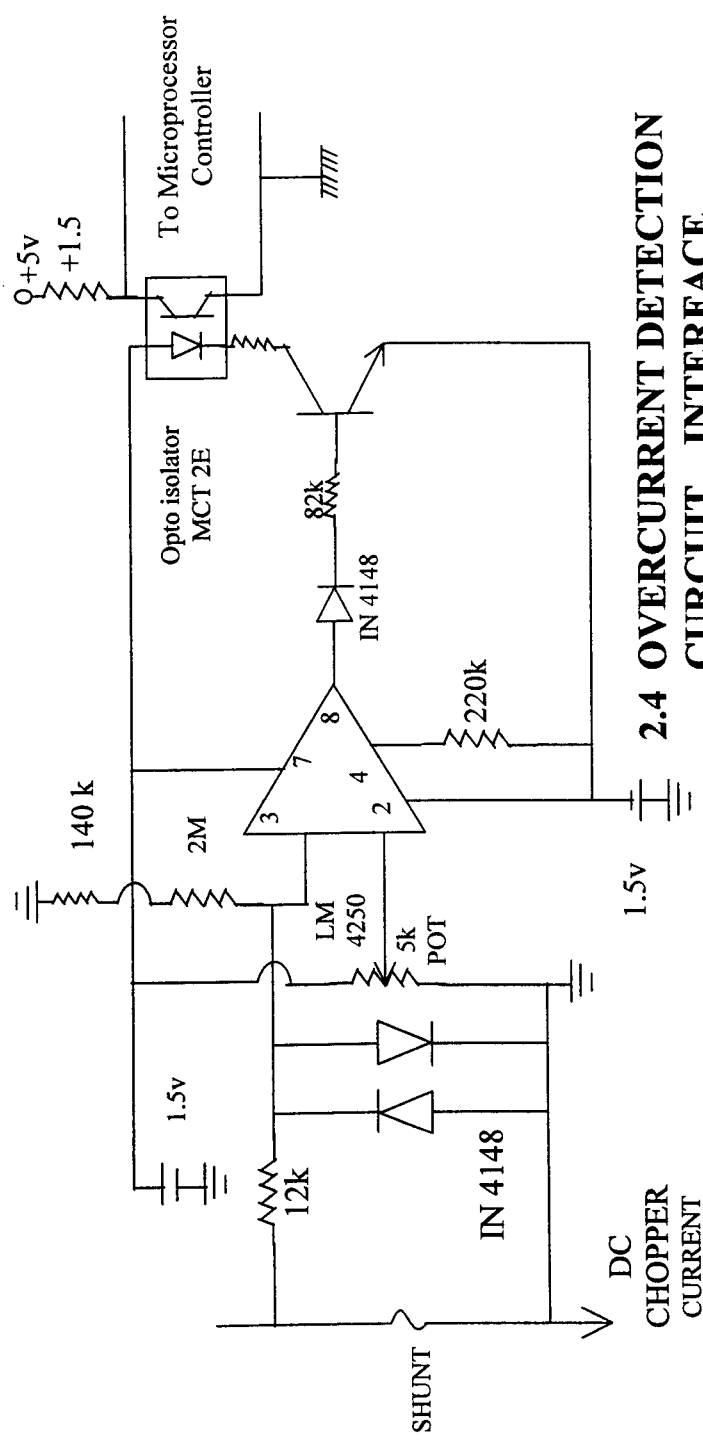 +5v
+1.5
To Microprocessor
Controller
Opto isolator
MCT 2E
82k
IN 4148
140 k
2M
3
7
8
2
4
220k
LM
4250
5k
POT
1.5v
1.5v
12k
IN 4148
SHUNT
DC
CHOPPER
CURRENT
2.4 OVERCURRENT DETECTION
CURCUIT INTERFACE